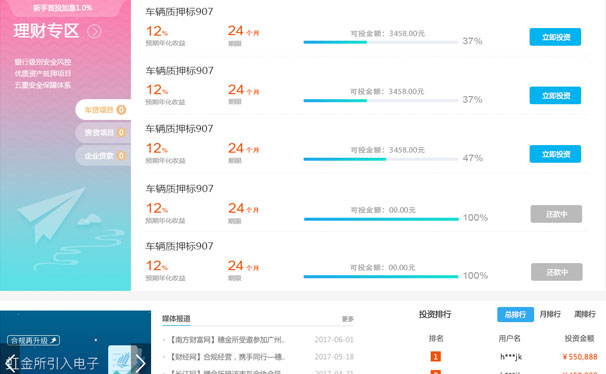 新手首投加息1.0%
理财专区
银行级别安全风控
优质资产抵押项目
五重安全保障体系
车贷项目 0
房贷项目 0
企业贷款 0
车辆质押标907
12% 24个月 可投金额：3458.00元 37% 立即投资
预期年化收益 期限
车辆质押标907
12% 24个月 可投金额：3458.00元 37% 立即投资
预期年化收益 期限
车辆质押标907
12% 24个月 可投金额：3458.00元 47% 立即投资
预期年化收益 期限
车辆质押标907
12% 24个月 可投金额：00.00元 100% 还款中
预期年化收益 期限
车辆质押标907
12% 24个月 可投金额：00.00元 100% 还款中
预期年化收益 期限
合规再升级
虹金所引入电子
媒体报道 更多
【南方财富网】穗金所受邀参加广州.. 2017-06-01
【财经网】合规经营，携手同行—穗.. 2017-05-18
投资排行 总排行 月排行 周排行
排名 用户名 投资金额
1 h***jk ￥550,888